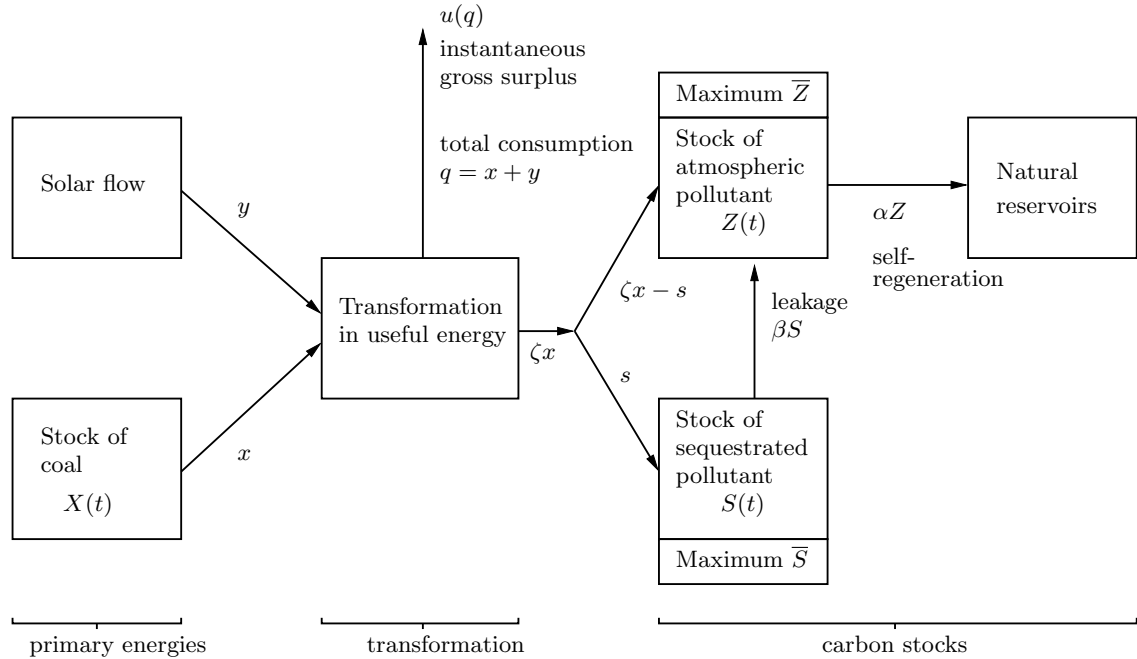 u(q)
instantaneous
gross surplus
total consumption
q = x + y
Solar flow
y
Stock of
coal
X(t)
x
Transformation
in useful energy
ζx
ζx − s
s
Maximum Z̅
Stock of
atmospheric
pollutant
Z(t)
αZ
self-
regeneration
Natural
reservoirs
leakage
βS
Stock of
sequestrated
pollutant
S(t)
Maximum S̅
primary energies
transformation
carbon stocks